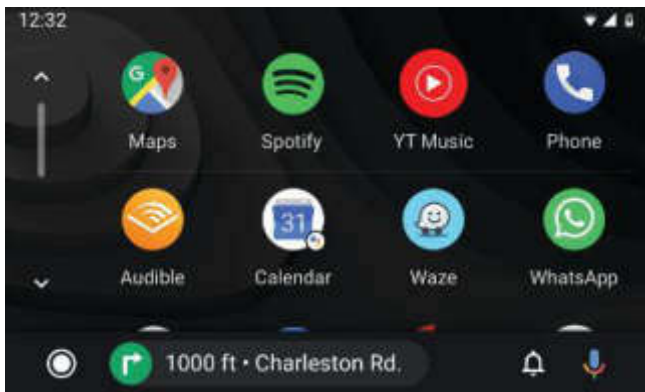 12:32
G
Maps Spotify YT Music Phone
31
Audible Calendar Waze WhatsApp
1000 ft • Charleston Rd.